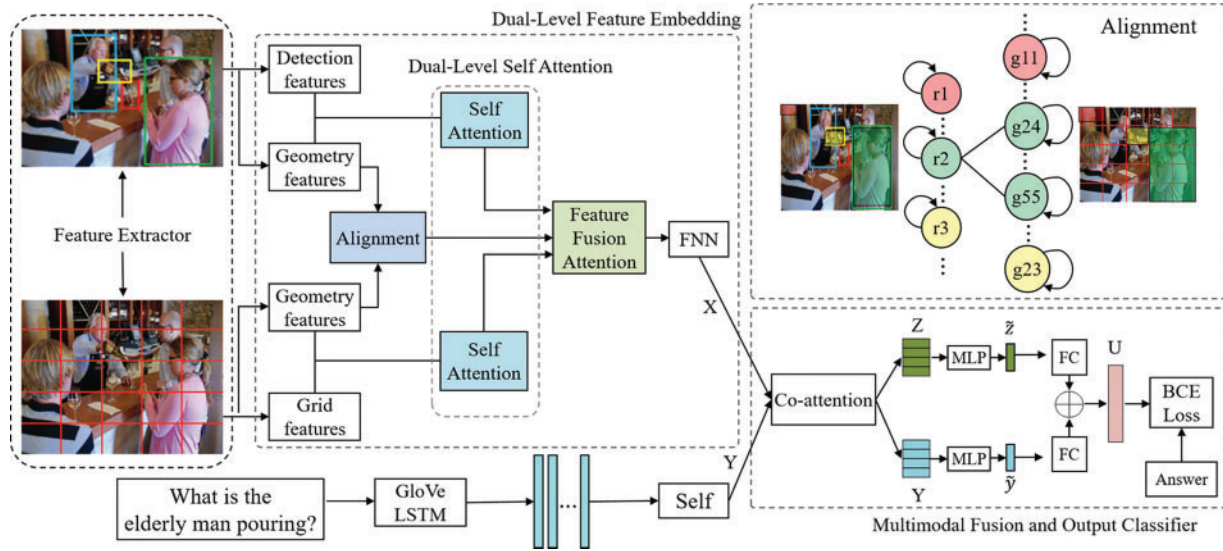 Dual-Level Feature Embedding
Feature Extractor
Detection
features
Geometry
features
Alignment
Geometry
features
Grid
features
Dual-Level Self Attention
Self
Attention
Self
Attention
Feature
Fusion
Attention
FNN
X
What is the
elderly man pouring?
GloVe
LSTM
...
Self
Y
Alignment
r1
r2
r3
g11
g24
g55
g23
Co-attention
Z
MLP
z̃
FC
U
BCE
Loss
Y
MLP
ỹ
FC
Answer
Multimodal Fusion and Output Classifier